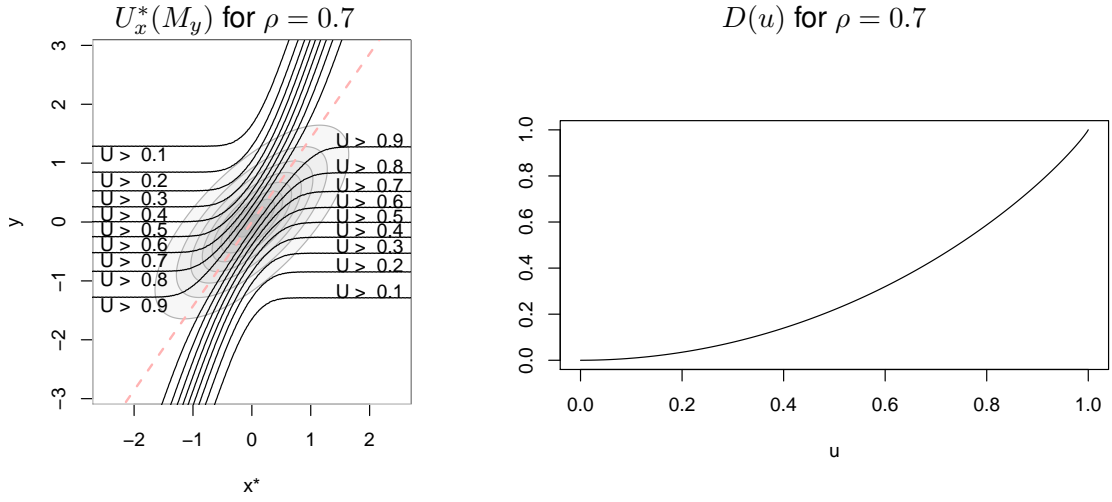 U*x(My) for ρ = 0.7
3
2
1
0
−1
−2
−3
y
U > 0.1
U > 0.2
U > 0.3
U > 0.4
U > 0.5
U > 0.6
U > 0.7
U > 0.8
U > 0.9
U > 0.9
U > 0.8
U > 0.7
U > 0.6
U > 0.5
U > 0.4
U > 0.3
U > 0.2
U > 0.1
−2 −1 0 1 2
x*
D(u) for ρ = 0.7
1.0
0.8
0.6
0.4
0.2
0.0
0.0 0.2 0.4 0.6 0.8 1.0
u